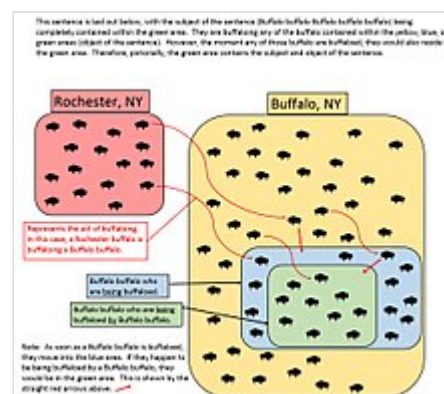 This sentence is laid out below, with the subject of the sentence (Buffalo buffalo Buffalo buffalo buffalo) being
completely contained within the green area. They are buffaloing any of the buffalo contained within the yellow, blue,
green areas (object of the sentence). However, the moment any of those buffalo are buffaloed, they would also reside
the green area. Therefore, pictorially, the green area contains the subject and object of the sentence.
Rochester, NY
Buffalo, NY
Represents the act of buffaloing.
In this case, a Rochester buffalo is
buffaloing a Buffalo buffalo.
Buffalo buffalo who
are being buffaloed.
Buffalo buffalo who are being
buffaloed by Buffalo buffalo.
Note: As soon as a Buffalo buffalo is buffaloed,
they move into the blue area. If they happen to
be being buffaloed by a Buffalo buffalo, they
would be in the green area. This is shown by the
straight red arrows above.